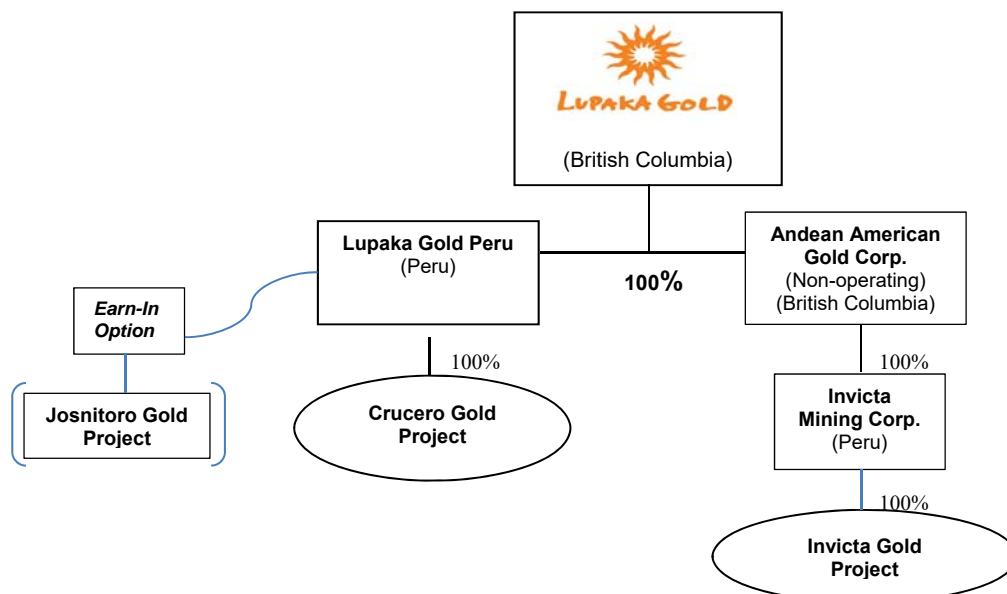 LUPAKA GOLD
(British Columbia)
Lupaka Gold Peru
(Peru)
100%
Andean American
Gold Corp.
(Non-operating)
(British Columbia)
Earn-In
Option
100%
100%
Josnitoro Gold
Project
Crucero Gold
Project
Invicta
Mining Corp.
(Peru)
100%
Invicta Gold
Project